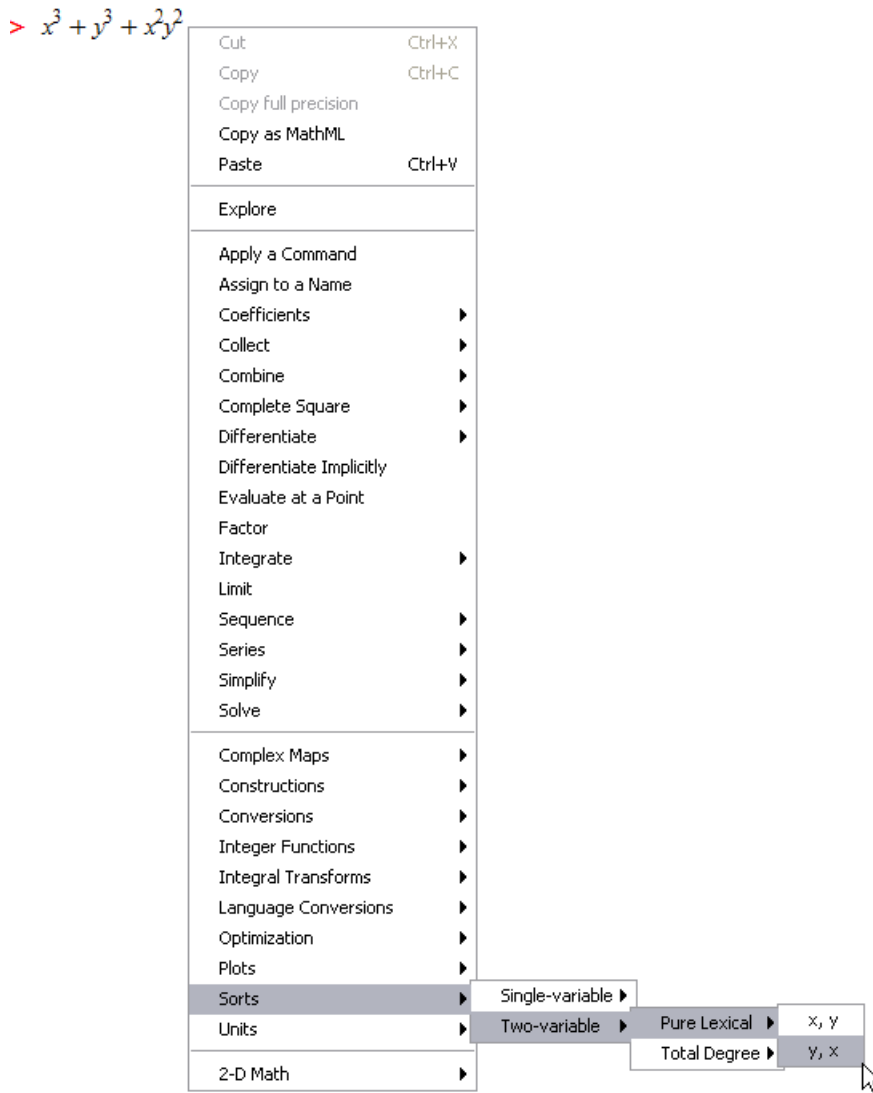 > x³ + y³ + x²y²
Cut Ctrl+X
Copy Ctrl+C
Copy full precision
Copy as MathML
Paste Ctrl+V
Explore
Apply a Command
Assign to a Name
Coefficients
Collect
Combine
Complete Square
Differentiate
Differentiate Implicitly
Evaluate at a Point
Factor
Integrate
Limit
Sequence
Series
Simplify
Solve
Complex Maps
Constructions
Conversions
Integer Functions
Integral Transforms
Language Conversions
Optimization
Plots
Sorts
Units
2-D Math
Single-variable
Two-variable
Pure Lexical
Total Degree
x, y
y, x